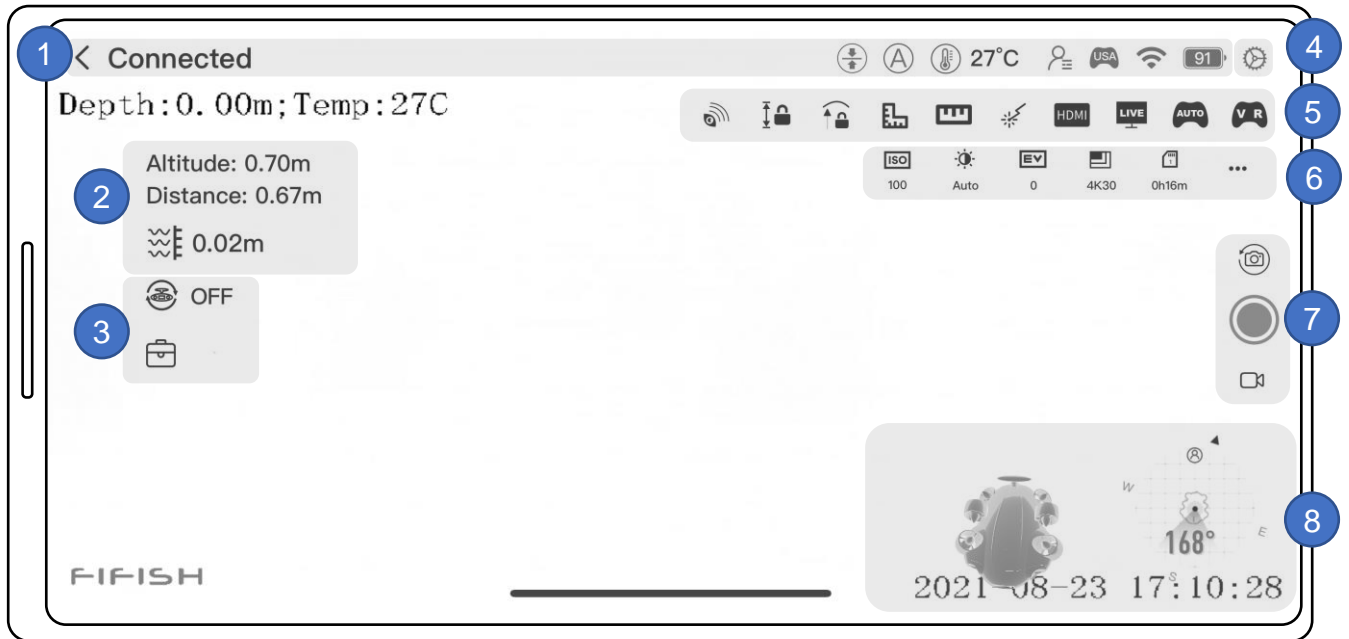 1
Connected
A
27°C
USA
91
4
Depth:0.00m;Temp:27C
HDMI
LIVE
AUTO
V R
5
Altitude: 0.70m
Distance: 0.67m
0.02m
2
ISO
EV
100
Auto
0
4K30
0h16m
...
6
OFF
3
7
W
E
168°
S
8
FIFISH
2021-08-23 17:10:28